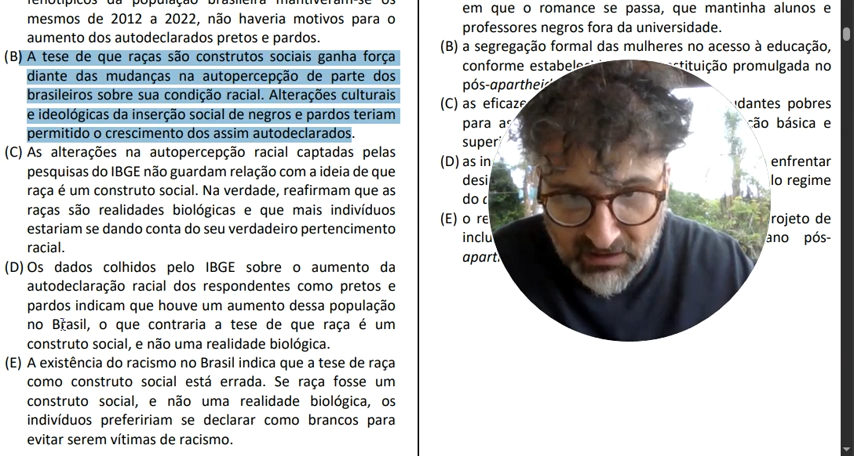 fenotípicos da população brasileira mantiveram-se os
mesmos de 2012 a 2022, não haveria motivos para o
aumento dos autodeclarados pretos e pardos.
(B) A tese de que raças são construtos sociais ganha força
diante das mudanças na autopercepção de parte dos
brasileiros sobre sua condição racial. Alterações culturais
e ideológicas da inserção social de negros e pardos teriam
permitido o crescimento dos assim autodeclarados.
(C) As alterações na autopercepção racial captadas pelas
pesquisas do IBGE não guardam relação com a ideia de que
raça é um construto social. Na verdade, reafirmam que as
raças são realidades biológicas e que mais indivíduos
estariam se dando conta do seu verdadeiro pertencimento
racial.
(D) Os dados colhidos pelo IBGE sobre o aumento da
autodeclaração racial dos respondentes como pretos e
pardos indicam que houve um aumento dessa população
no Brasil, o que contraria a tese de que raça é um
construto social, e não uma realidade biológica.
(E) A existência do racismo no Brasil indica que a tese de raça
como construto social está errada. Se raça fosse um
construto social, e não uma realidade biológica, os
indivíduos prefeririam se declarar como brancos para
evitar serem vítimas de racismo.
em que o romance se passa, que mantinha alunos e
professores negros fora da universidade.
(B) a segregação formal das mulheres no acesso à educação,
conforme promulgada no
pós-
(C) as pobres
para básica e
(D) enfrentar
regime
do
(E) o de
pós-